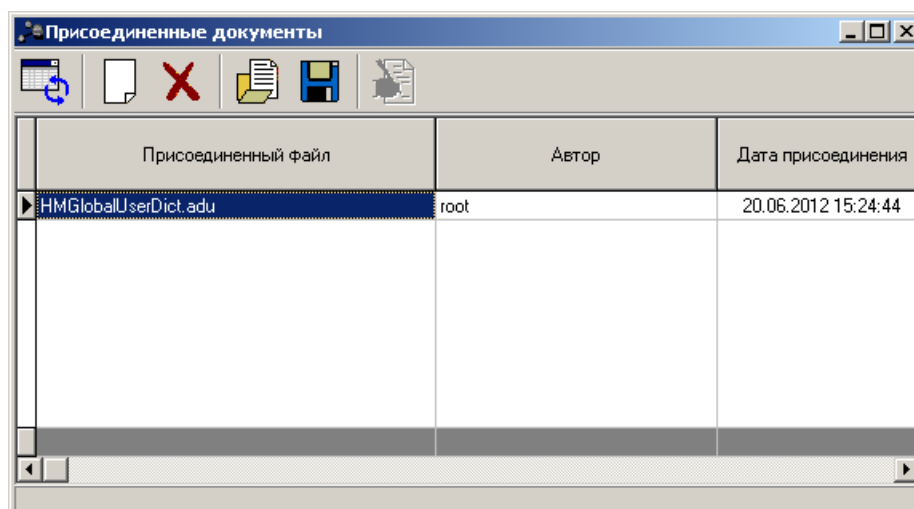 Присоединенные документы
Присоединенный файл Автор Дата присоединения
HMGlobalUserDict.adu root 20.06.2012 15:24:44